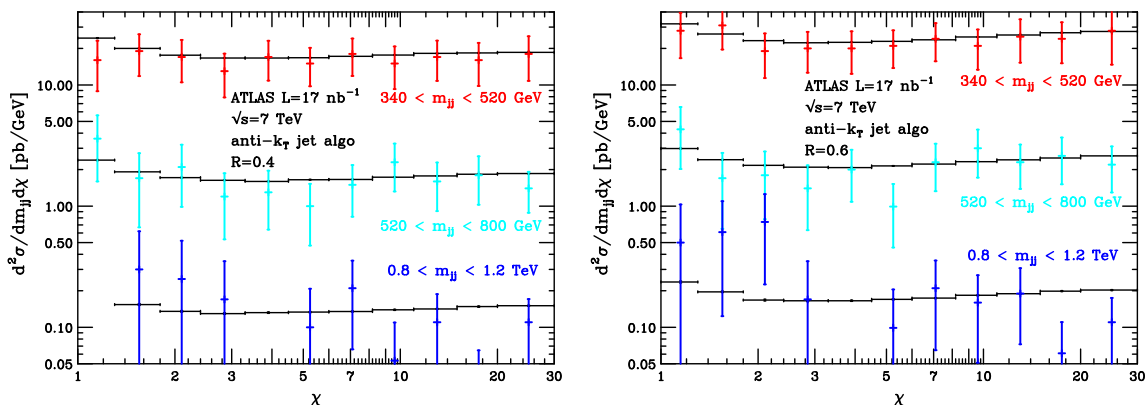 d²σ/dm_jj dχ [pb/GeV]
10.00
5.00
1.00
0.50
0.10
0.05
340 < m_jj < 520 GeV
ATLAS L=17 nb⁻¹
√s=7 TeV
anti-k_T jet algo
R=0.4
520 < m_jj < 800 GeV
0.8 < m_jj < 1.2 TeV
1 2 3 5 7 10 20 30
χ
d²σ/dm_jj dχ [pb/GeV]
10.00
5.00
1.00
0.50
0.10
0.05
340 < m_jj < 520 GeV
ATLAS L=17 nb⁻¹
√s=7 TeV
anti-k_T jet algo
R=0.6
520 < m_jj < 800 GeV
0.8 < m_jj < 1.2 TeV
1 2 3 5 7 10 20 30
χ